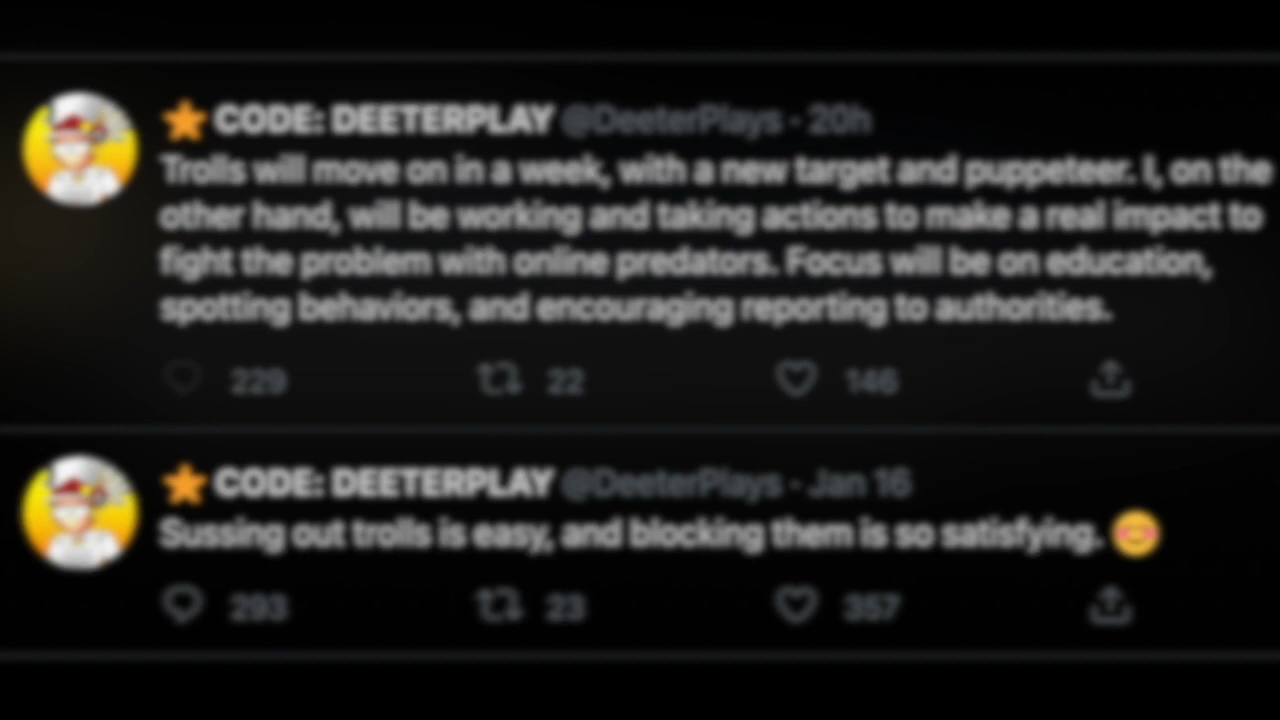 CODE: DEETERPLAY @DeeterPlays · 20h
Trolls will move on in a week, with a new target and puppeteer. I, on the
other hand, will be working and taking actions to make a real impact to
fight the problem with online predators. Focus will be on education,
spotting behaviors, and encouraging reporting to authorities.
229 22 146
CODE: DEETERPLAY @DeeterPlays · Jan 16
Sussing out trolls is easy, and blocking them is so satisfying.
293 23 357